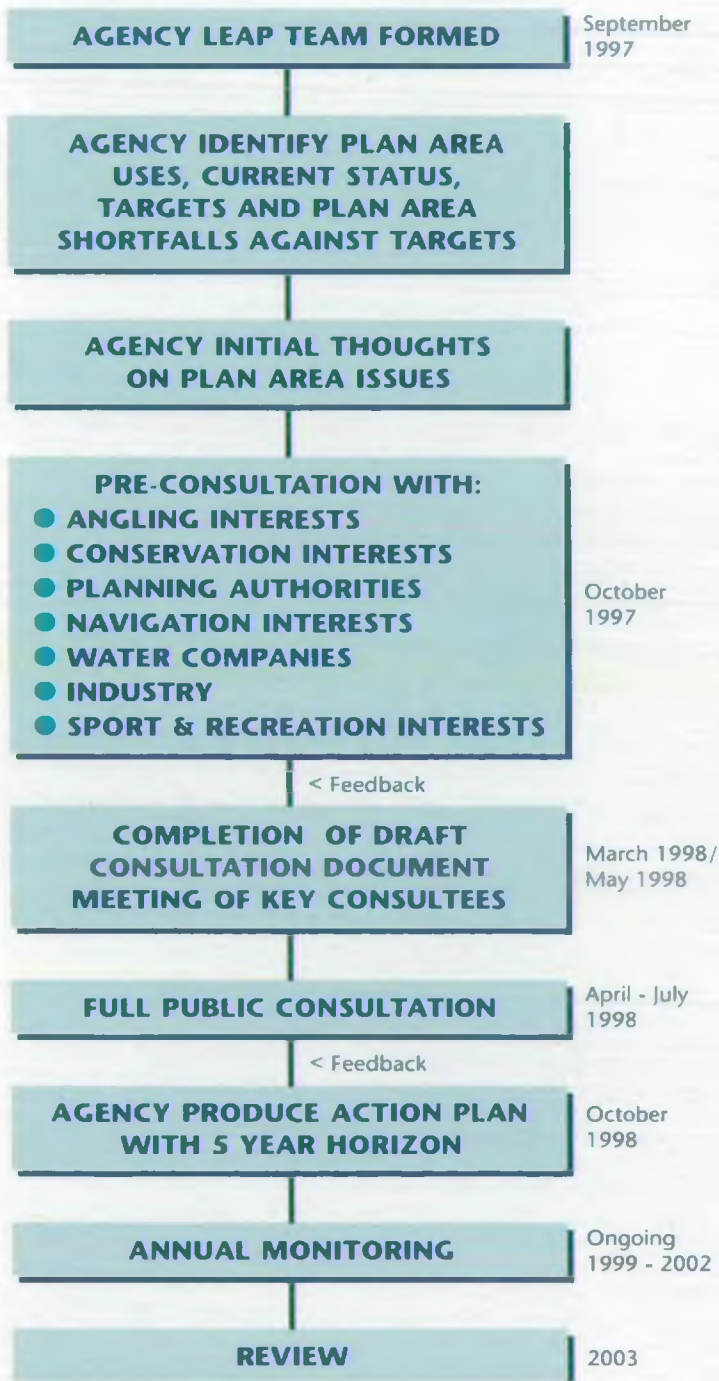 AGENCY LEAP TEAM FORMED
September
1997
AGENCY IDENTIFY PLAN AREA
USES, CURRENT STATUS,
TARGETS AND PLAN AREA
SHORTFALLS AGAINST TARGETS
AGENCY INITIAL THOUGHTS
ON PLAN AREA ISSUES
PRE-CONSULTATION WITH:
● ANGLING INTERESTS
● CONSERVATION INTERESTS
● PLANNING AUTHORITIES
● NAVIGATION INTERESTS
● WATER COMPANIES
● INDUSTRY
● SPORT & RECREATION INTERESTS
October
1997
< Feedback
COMPLETION OF DRAFT
CONSULTATION DOCUMENT
MEETING OF KEY CONSULTEES
March 1998/
May 1998
FULL PUBLIC CONSULTATION
April - July
1998
< Feedback
AGENCY PRODUCE ACTION PLAN
WITH 5 YEAR HORIZON
October
1998
ANNUAL MONITORING
Ongoing
1999 - 2002
REVIEW
2003